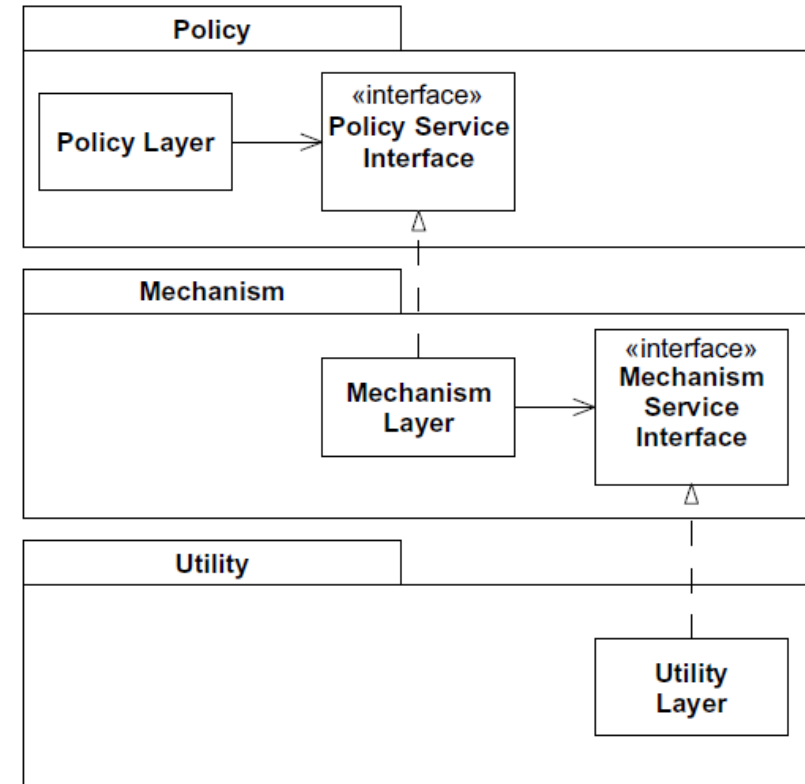 Policy
Policy Layer
«interface»
Policy Service
Interface
Mechanism
Mechanism
Layer
«interface»
Mechanism
Service
Interface
Utility
Utility
Layer